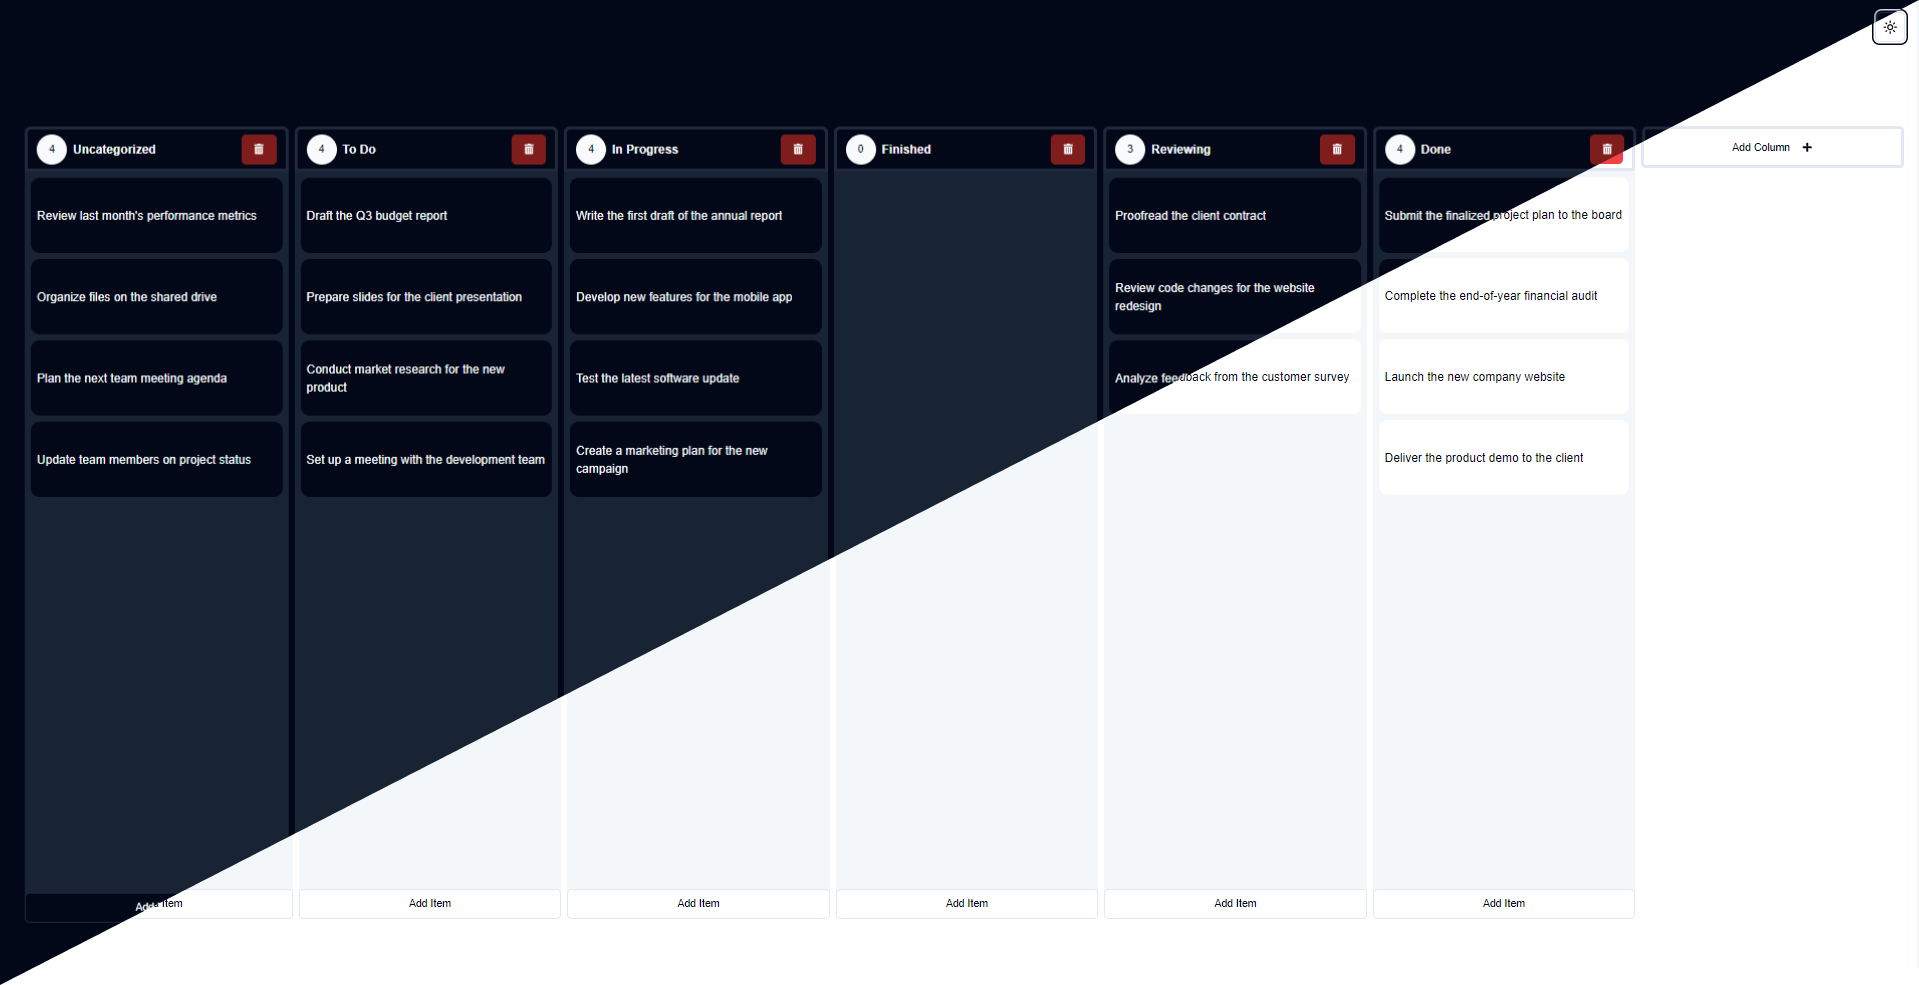 4 Uncategorized
Review last month's performance metrics
Organize files on the shared drive
Plan the next team meeting agenda
Update team members on project status
Add Item
4 To Do
Draft the Q3 budget report
Prepare slides for the client presentation
Conduct market research for the new
product
Set up a meeting with the development team
Add Item
4 In Progress
Write the first draft of the annual report
Develop new features for the mobile app
Test the latest software update
Create a marketing plan for the new
campaign
Add Item
0 Finished
Add Item
3 Reviewing
Proofread the client contract
Review code changes for the website
redesign
Analyze feedback from the customer survey
Add Item
4 Done
Submit the finalized project plan to the board
Complete the end-of-year financial audit
Launch the new company website
Deliver the product demo to the client
Add Item
Add Column